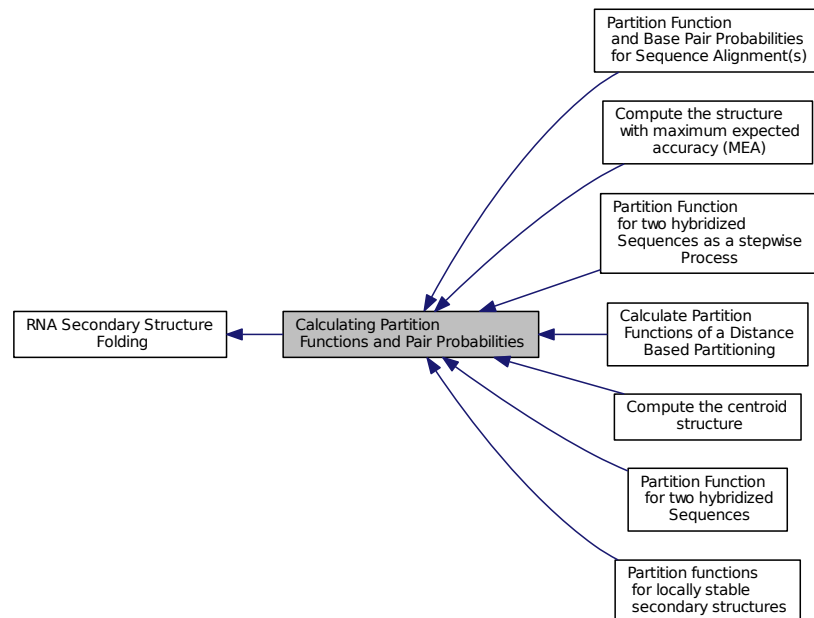 Partition Function
and Base Pair Probabilities
for Sequence Alignment(s)
Compute the structure
with maximum expected
accuracy (MEA)
Partition Function
for two hybridized
Sequences as a stepwise
Process
RNA Secondary Structure
Folding
Calculating Partition
Functions and Pair Probabilities
Calculate Partition
Functions of a Distance
Based Partitioning
Compute the centroid
structure
Partition Function
for two hybridized
Sequences
Partition functions
for locally stable
secondary structures